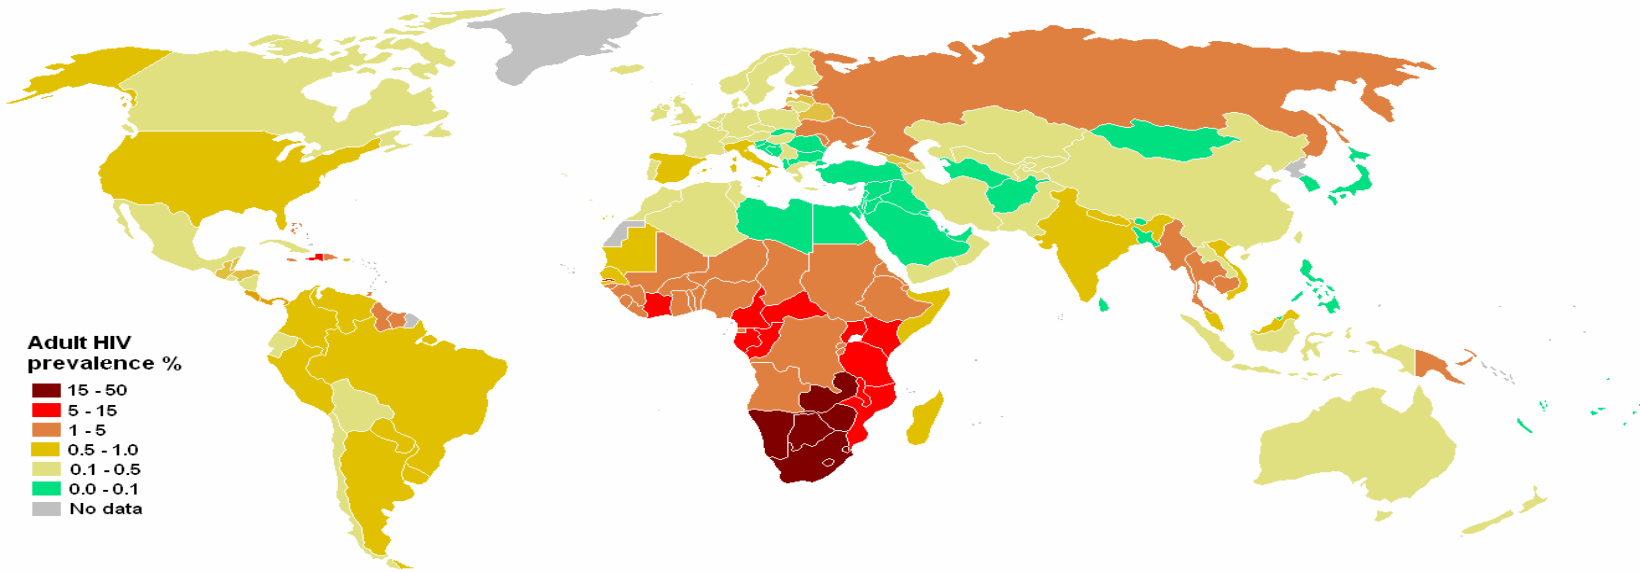 Adult HIV
prevalence %
15 - 50
5 - 15
1 - 5
0.5 - 1.0
0.1 - 0.5
0.0 - 0.1
No data